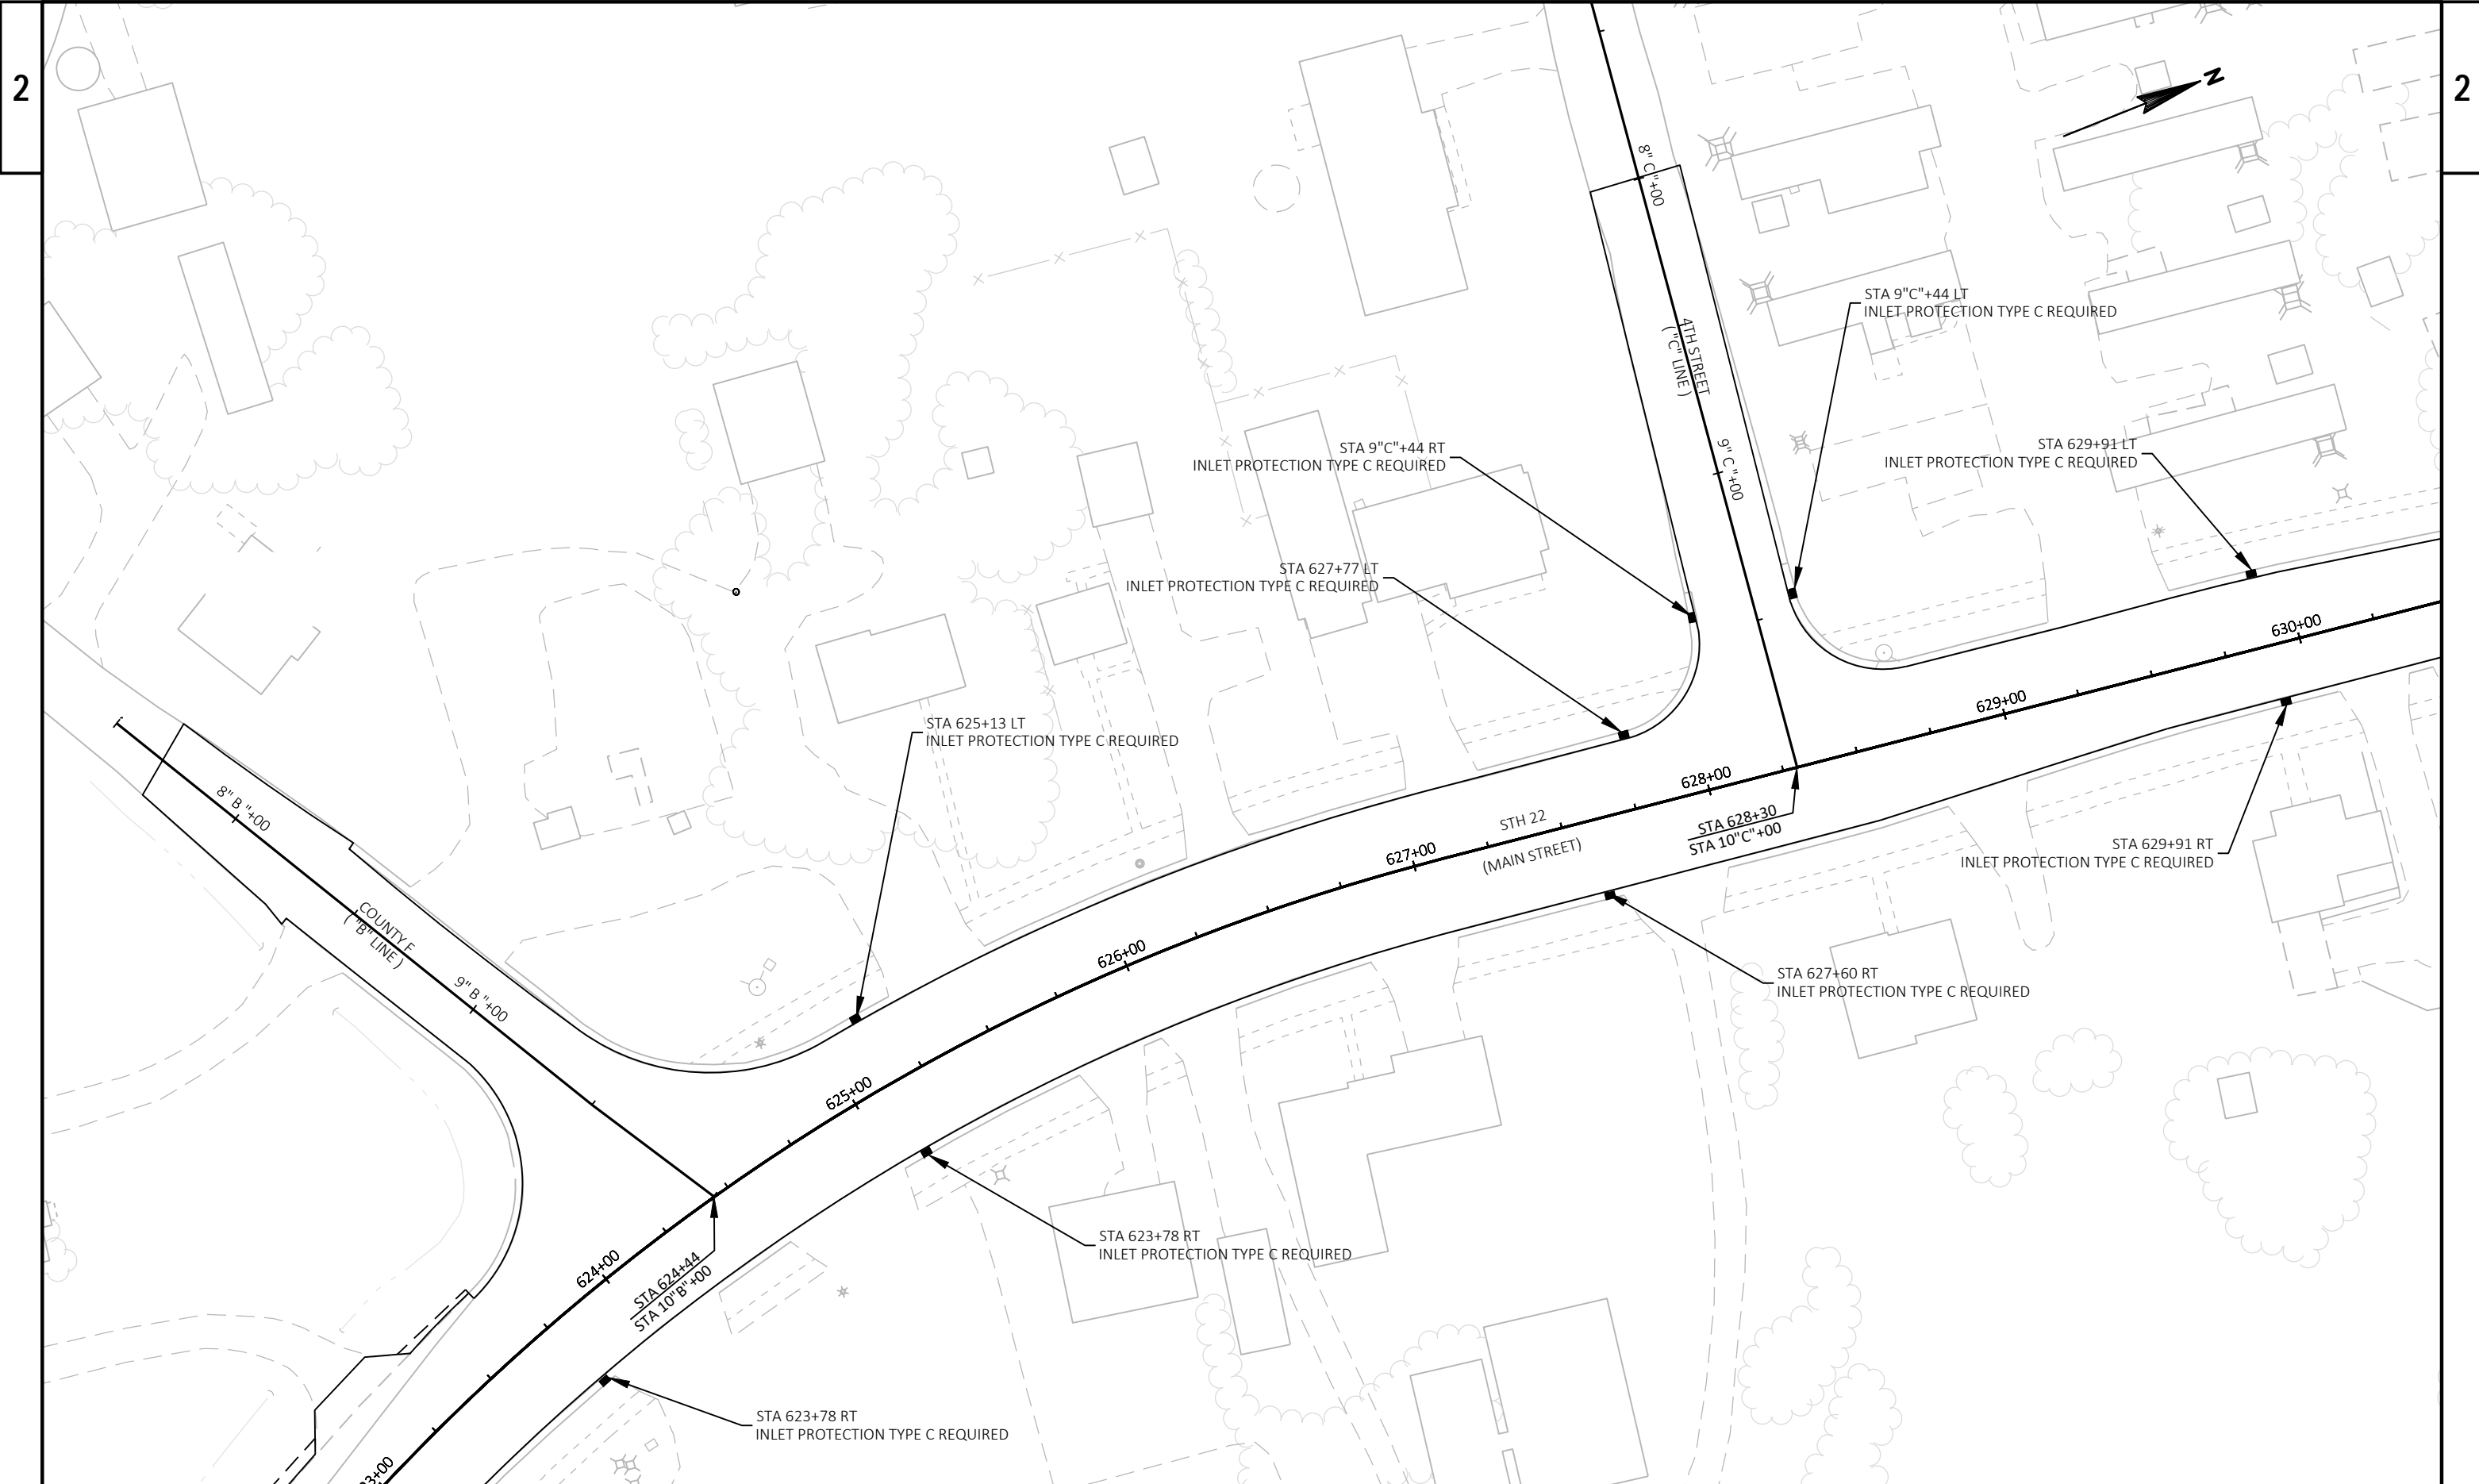 2
2
N
8" C "+00
STA 9"C"+44 LT
INLET PROTECTION TYPE C REQUIRED
4TH STREET
( "C" LINE )
STA 9"C"+44 RT
INLET PROTECTION TYPE C REQUIRED
9" C "+00
STA 629+91 LT
INLET PROTECTION TYPE C REQUIRED
STA 627+77 LT
INLET PROTECTION TYPE C REQUIRED
630+00
629+00
STA 625+13 LT
INLET PROTECTION TYPE C REQUIRED
628+00
8" B "+00
STH 22
(MAIN STREET)
STA 628+30
STA 10"C"+00
627+00
STA 629+91 RT
INLET PROTECTION TYPE C REQUIRED
COUNTY F
( "B" LINE )
626+00
STA 627+60 RT
INLET PROTECTION TYPE C REQUIRED
9" B "+00
625+00
STA 623+78 RT
INLET PROTECTION TYPE C REQUIRED
624+00
STA 624+44
STA 10"B"+00
STA 623+78 RT
INLET PROTECTION TYPE C REQUIRED
3+00